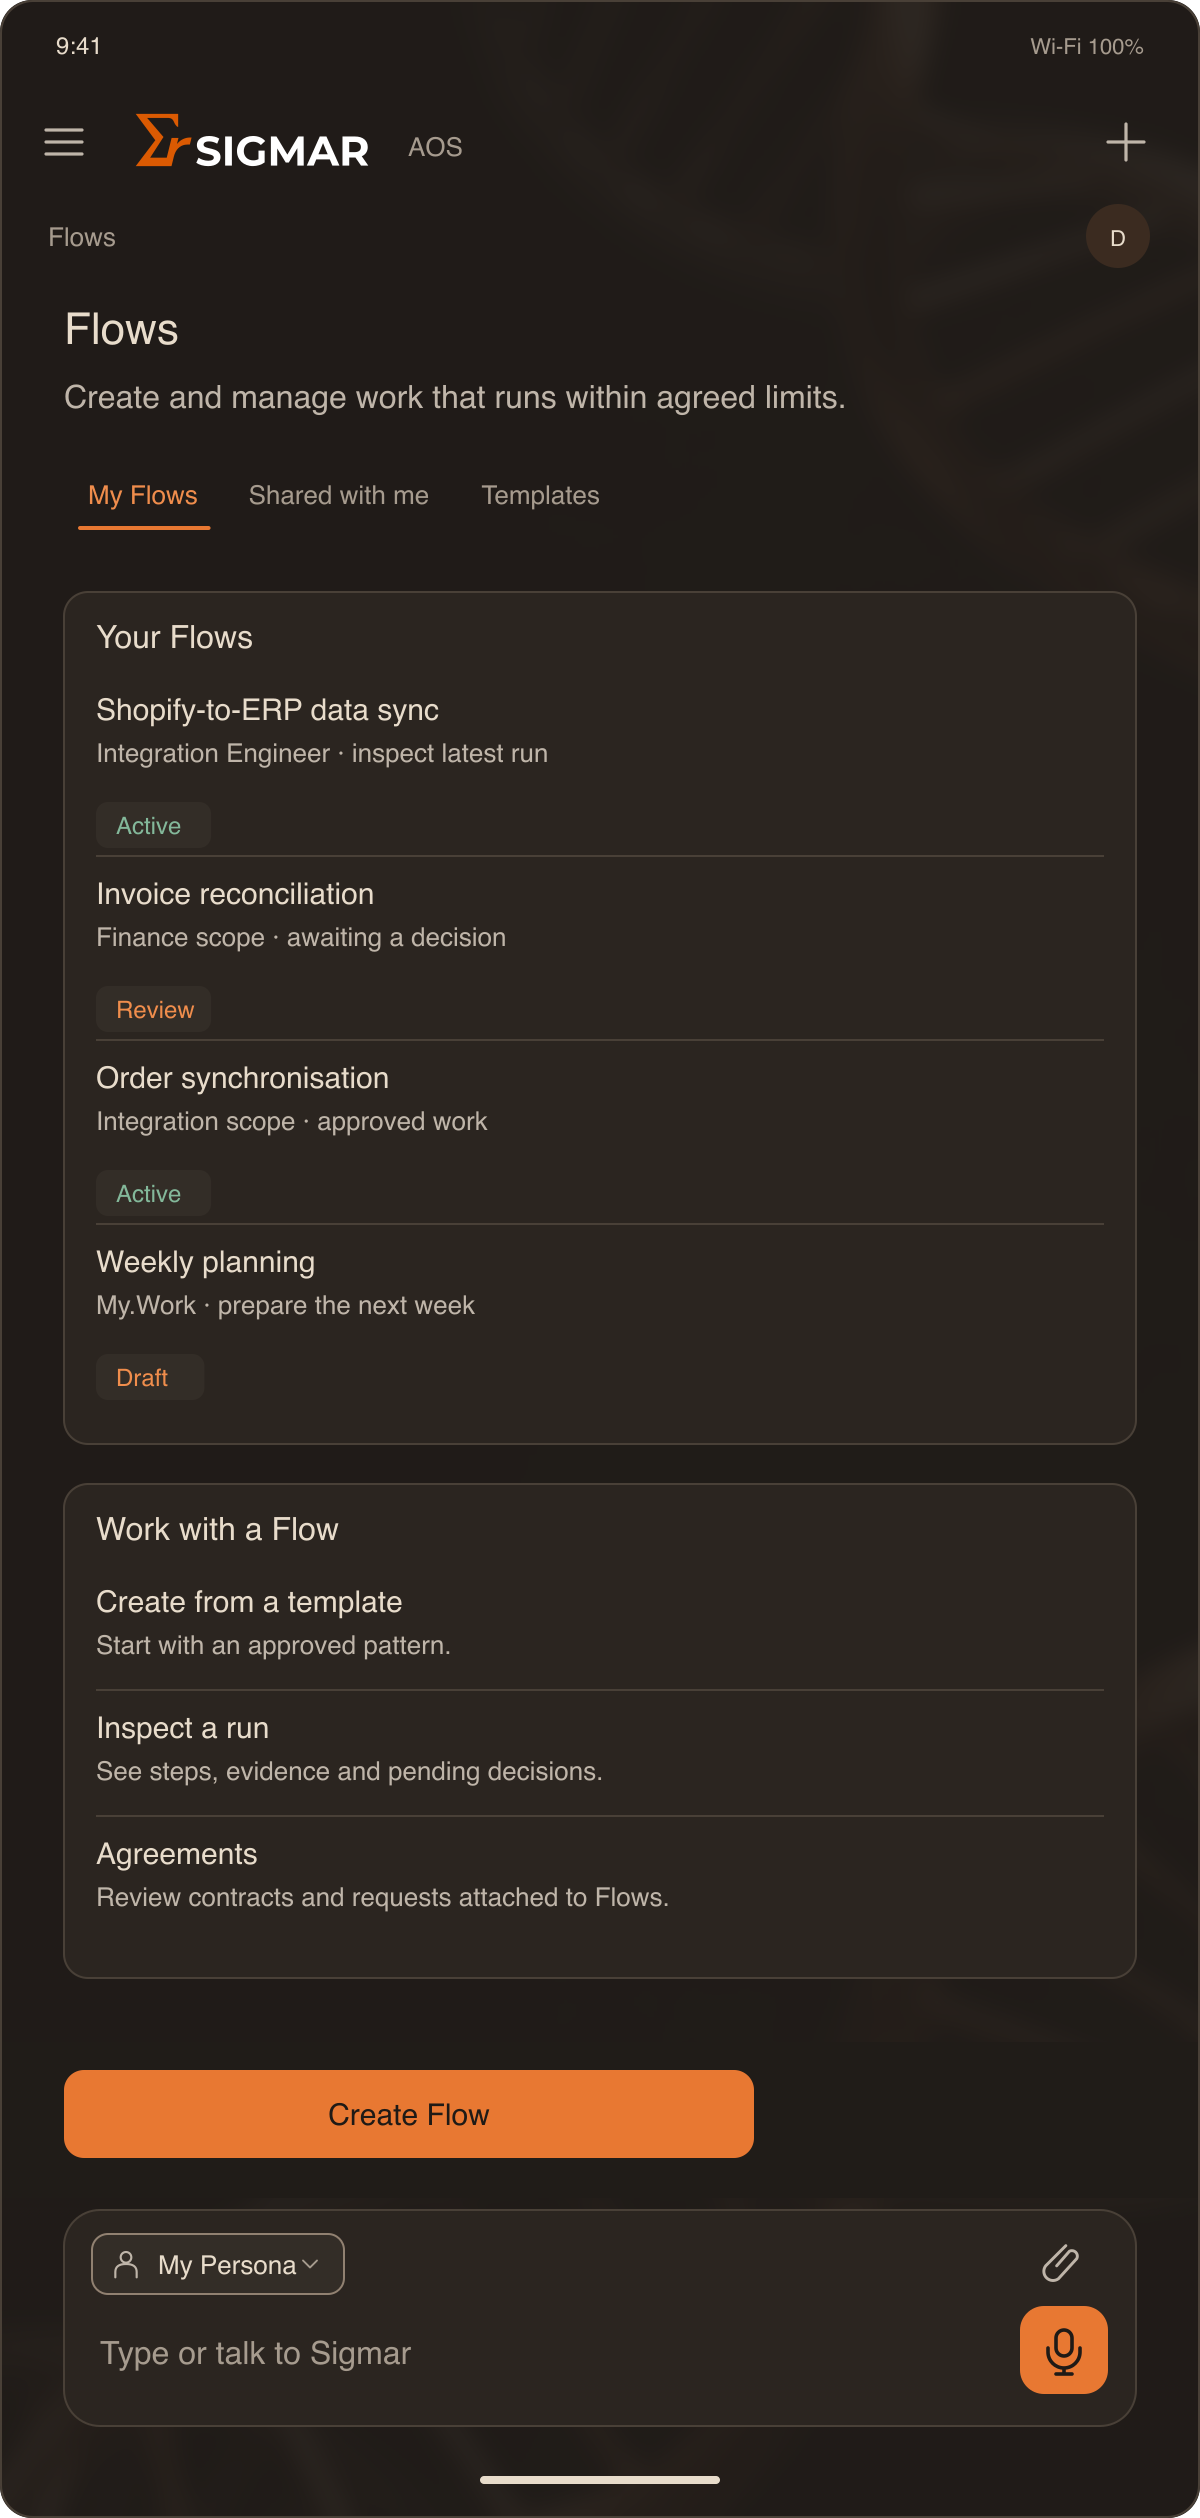 9:41
Wi-Fi 100%
Σr SIGMAR AOS
Flows
D
Flows
Create and manage work that runs within agreed limits.
My Flows
Shared with me
Templates
Your Flows
Shopify-to-ERP data sync
Integration Engineer · inspect latest run
Active
Invoice reconciliation
Finance scope · awaiting a decision
Review
Order synchronisation
Integration scope · approved work
Active
Weekly planning
My.Work · prepare the next week
Draft
Work with a Flow
Create from a template
Start with an approved pattern.
Inspect a run
See steps, evidence and pending decisions.
Agreements
Review contracts and requests attached to Flows.
Create Flow
My Persona
Type or talk to Sigmar